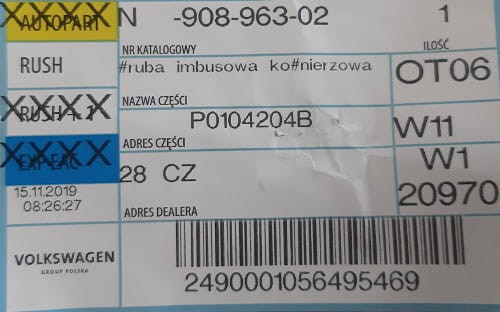 AUTOPART
N -908-963-02 1
NR KATALOGOWY ILOŚĆ
RUSH
#ruba imbusowa ko#nierzowa OT06
NAZWA CZĘŚCI
RUSH + 1
P0104204B W11
ADRES CZĘŚCI
EXP EAC
28 CZ W1
15.11.2019
08:26:27
20970
ADRES DEALERA
VOLKSWAGEN
GROUP POLSKA
2490001056495469